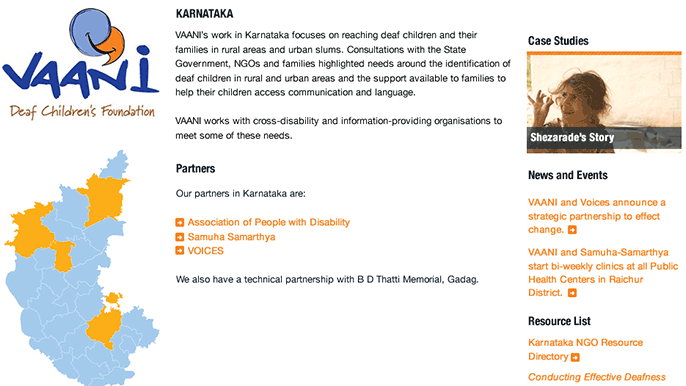 VAANI
Deaf Children's Foundation
KARNATAKA
VAANI's work in Karnataka focuses on reaching deaf children and their
families in rural areas and urban slums. Consultations with the State
Government, NGOs and families highlighted needs around the identification of
deaf children in rural and urban areas and the support available to families to
help their children access communication and language.
VAANI works with cross-disability and information-providing organisations to
meet some of these needs.
Partners
Our partners in Karnataka are:
Association of People with Disability
Samuha Samarthya
VOICES
We also have a technical partnership with B D Thatti Memorial, Gadag.
Case Studies
Shezarade's Story
News and Events
VAANI and Voices announce a
strategic partnership to effect
change.
VAANI and Samuha-Samarthya
start bi-weekly clinics at all Public
Health Centers in Raichur
District.
Resource List
Karnataka NGO Resource
Directory
Conducting Effective Deafness